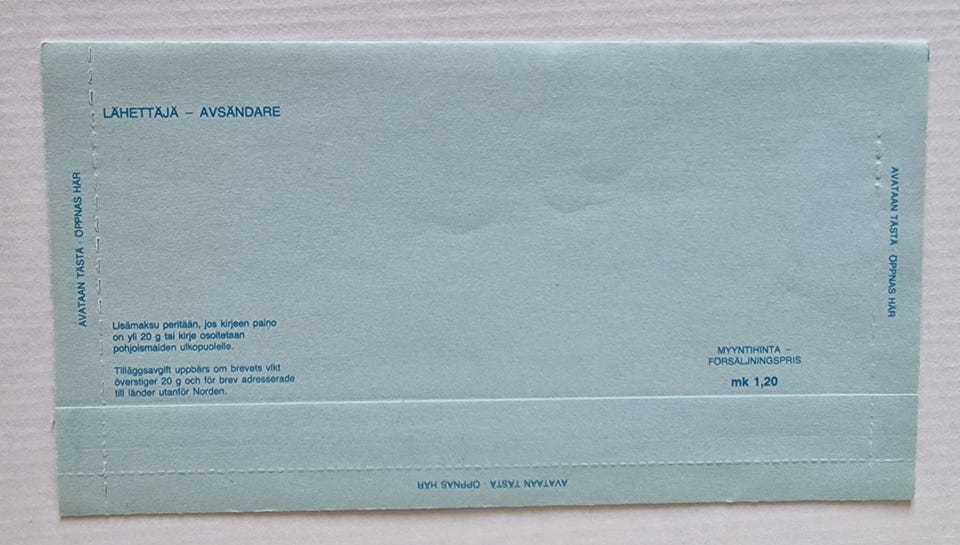 LÄHETTÄJÄ – AVSÄNDARE
AVATAAN TÄSTÄ · ÖPPNAS HÄR
AVATAAN TÄSTÄ · ÖPPNAS HÄR
Lisämaksu peritään, jos kirjeen paino
on yli 20 g tai kirje osoitetaan
pohjoismaiden ulkopuolelle.
Tilläggsavgift uppbärs om brevets vikt
överstiger 20 g och för brev adresserade
till länder utanför Norden.
MYYNTIHINTA –
FÖRSÄLJNINGSPRIS
mk 1,20
AVATAAN TÄSTÄ · ÖPPNAS HÄR